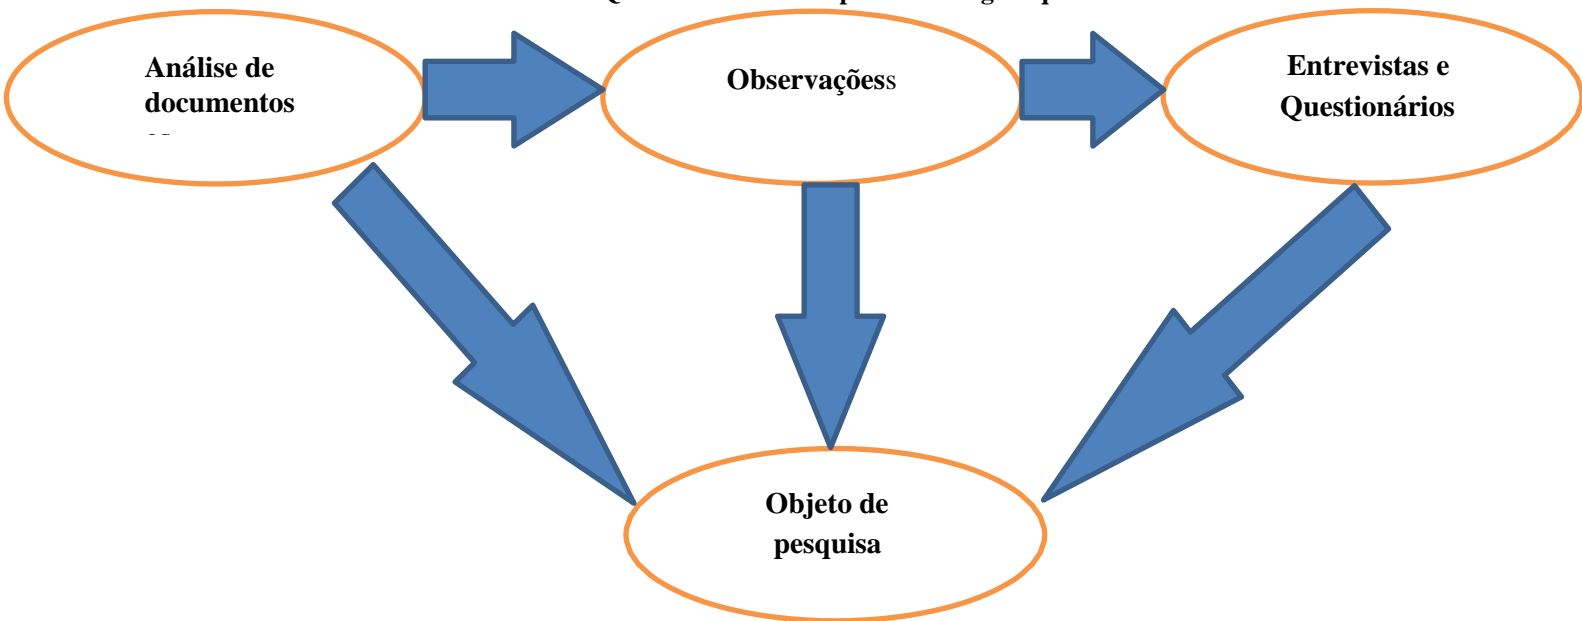 Análise de
documentos
Observaçõess
Entrevistas e
Questionários
Objeto de
pesquisa